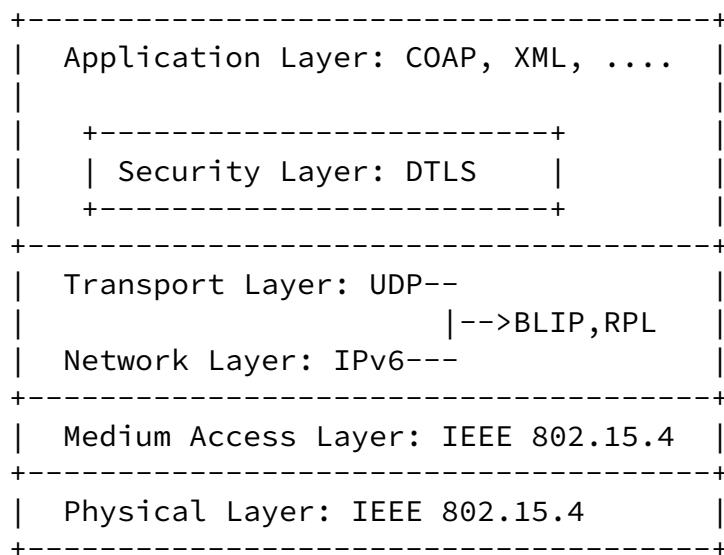 +--------------------------------------+
|  Application Layer: COAP, XML, ....  |
|                                      |
|   +-------------------------+        |
|   | Security Layer: DTLS    |        |
|   +-------------------------+        |
+--------------------------------------+
|  Transport Layer: UDP--              |
|                       |-->BLIP,RPL   |
|  Network Layer: IPv6---              |
+--------------------------------------+
|  Medium Access Layer: IEEE 802.15.4  |
+--------------------------------------+
|  Physical Layer: IEEE 802.15.4       |
+--------------------------------------+